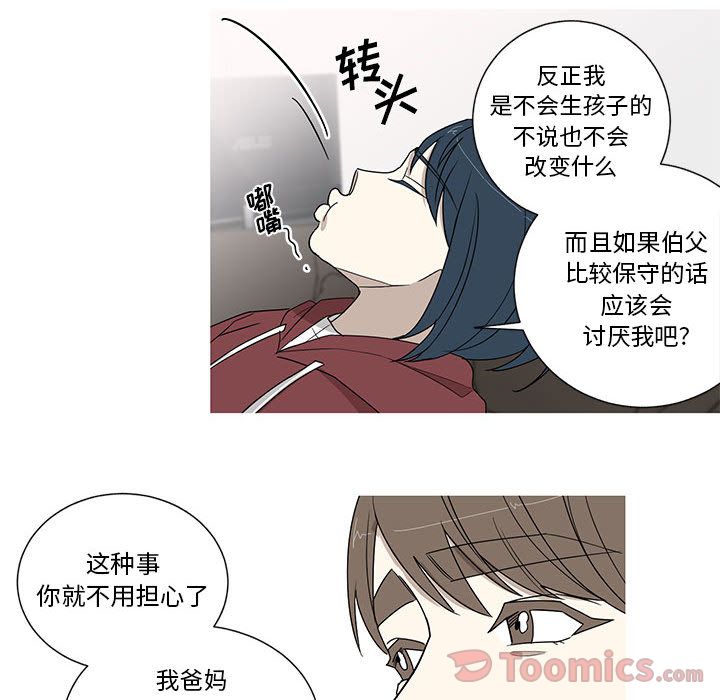 转头
反正我
是不会生孩子的
不说也不会
改变什么
嘟嘴
而且如果伯父
比较保守的话
应该会
讨厌我吧?
这种事
你就不用担心了
我爸妈
Toomics.com